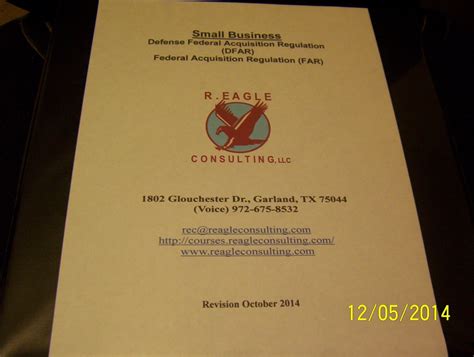 Small Business
Defense Federal Acquisition Regulation
(DFAR)
Federal Acquisition Regulation (FAR)
R. EAGLE
CONSULTING, LLC
1802 Glouchester Dr., Garland, TX 75044
(Voice) 972-675-8532
rec@reagleconsulting.com
http://courses.reagleconsulting.com/
www.reagleconsulting.com
Revision October 2014
12/05/2014